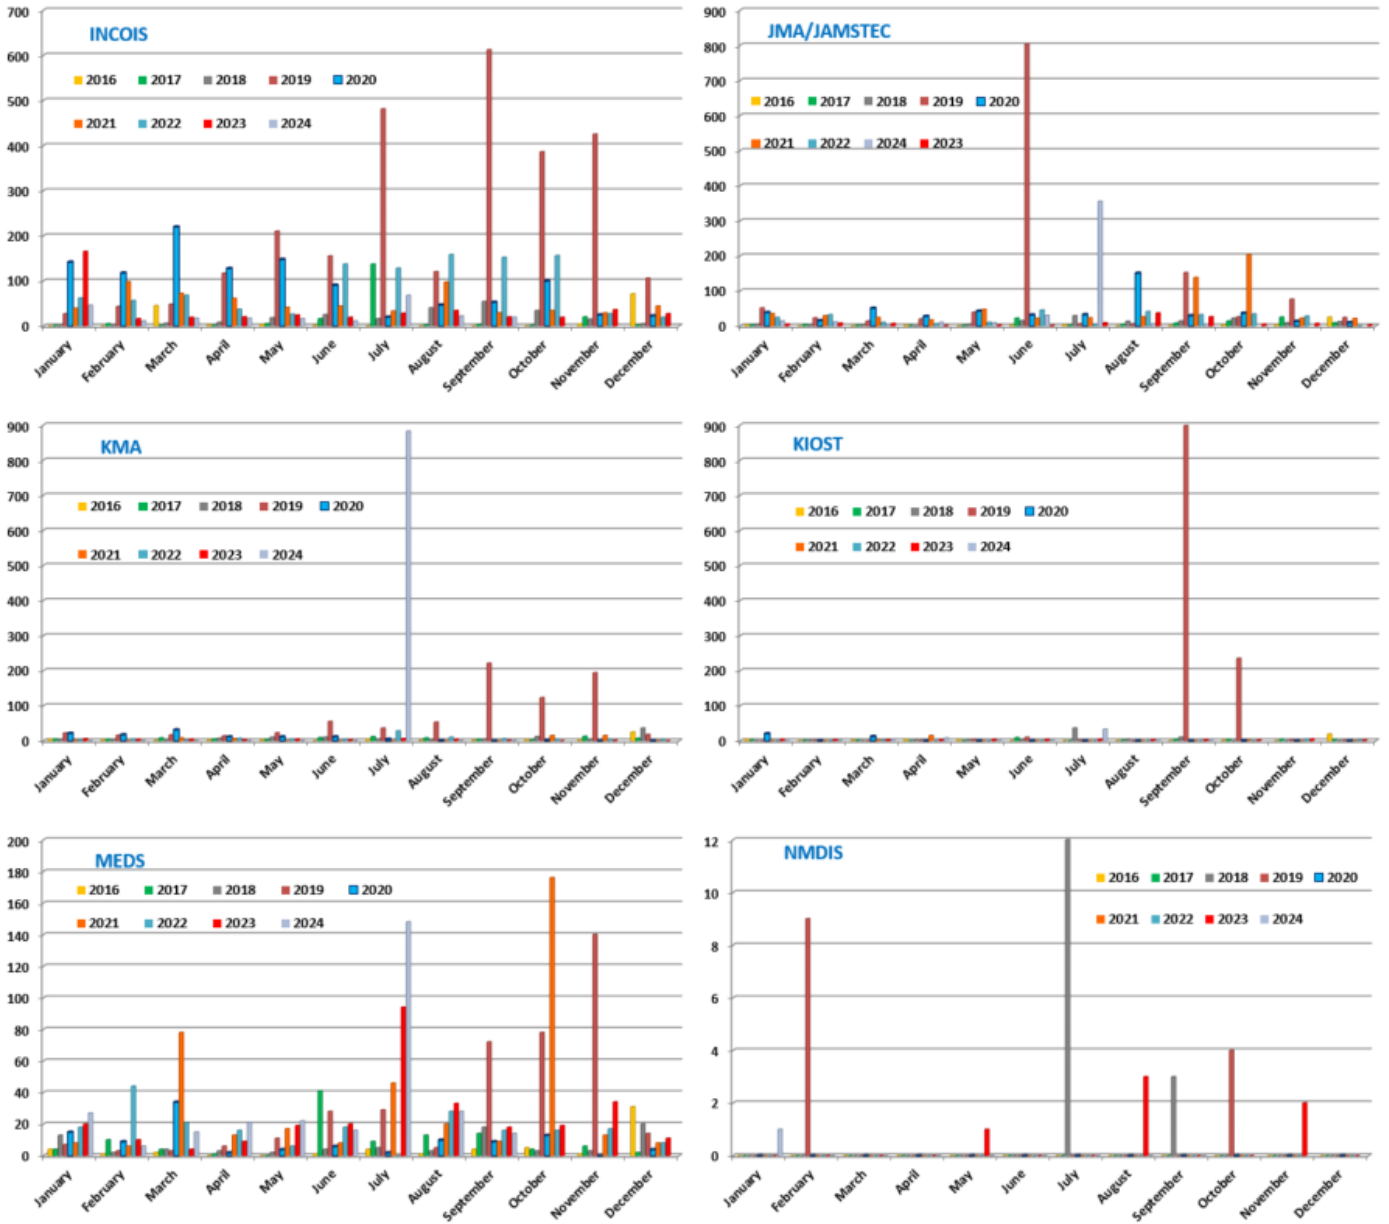 INCOIS
700
600
500
400
300
200
100
0
2016 2017 2018 2019 2020
2021 2022 2023 2024
January February March April May June July August September October November December
JMA/JAMSTEC
900
800
700
600
500
400
300
200
100
0
2016 2017 2018 2019 2020
2021 2022 2024 2023
January February March April May June July August September October November December
KMA
900
800
700
600
500
400
300
200
100
0
2016 2017 2018 2019 2020
2021 2022 2023 2024
January February March April May June July August September October November December
KIOST
900
800
700
600
500
400
300
200
100
0
2016 2017 2018 2019 2020
2021 2022 2023 2024
January February March April May June July August September October November December
MEDS
200
180
160
140
120
100
80
60
40
20
0
2016 2017 2018 2019 2020
2021 2022 2023 2024
January February March April May June July August September October November December
NMDIS
12
10
8
6
4
2
0
2016 2017 2018 2019 2020
2021 2022 2023 2024
January February March April May June July August September October November December